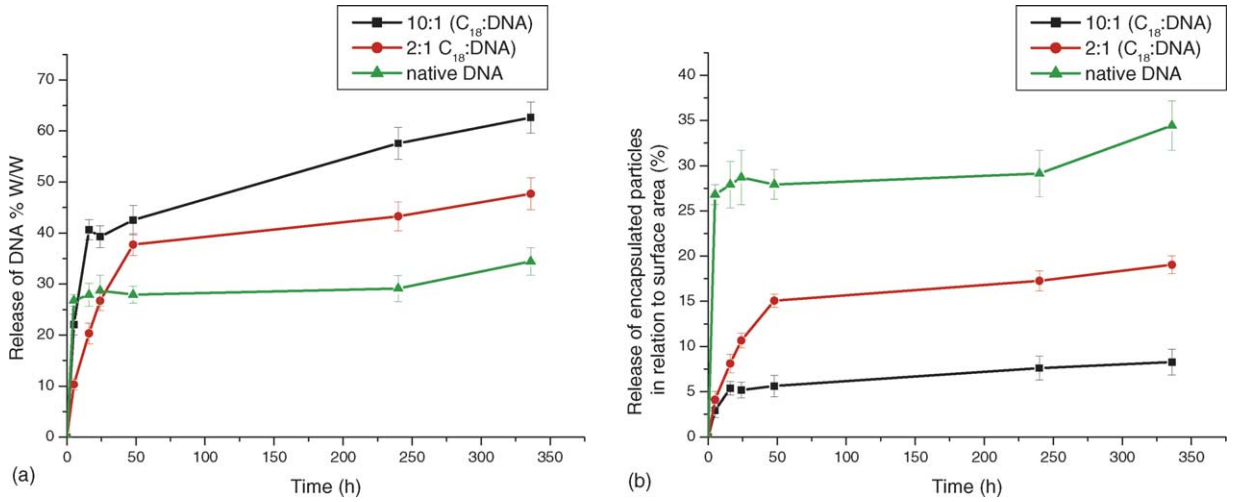 10:1 (C18:DNA)
2:1 C18:DNA)
native DNA
70
60
50
40
30
20
10
0
Release of DNA % W/W
0 50 100 150 200 250 300 350
Time (h)
(a)
10:1 (C18:DNA)
2:1 (C18:DNA)
native DNA
40
35
30
25
20
15
10
5
0
Release of encapsulated particles
in relation to surface area (%)
0 50 100 150 200 250 300 350
Time (h)
(b)